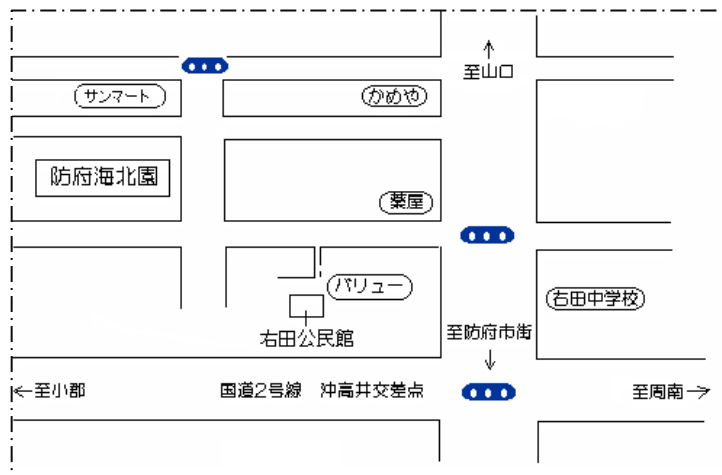 至山口
サンマート
かめや
防府海北園
薬屋
バリュー
右田中学校
右田公民館
至防府市街
←至小郡
国道2号線 沖高井交差点
至周南→